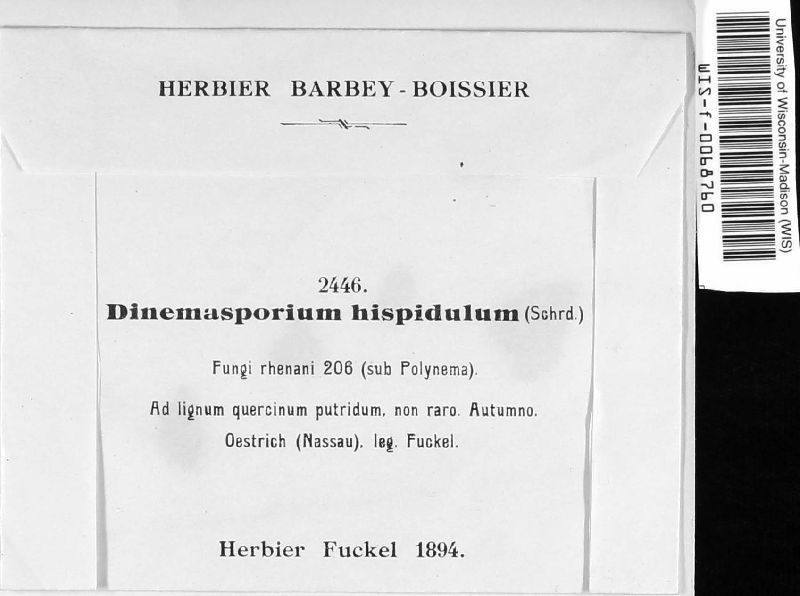 HERBIER BARBEY-BOISSIER
2446.
Dinemasporium hispidulum (Schrd.)
Fungi rhenani 206 (sub Polynema).
Ad lignum quercinum putridum, non raro. Autumno.
Oestrich (Nassau). leg. Fuckel.
Herbier Fuckel 1894.
University of Wisconsin-Madison (WIS)
WIS-f-0068760